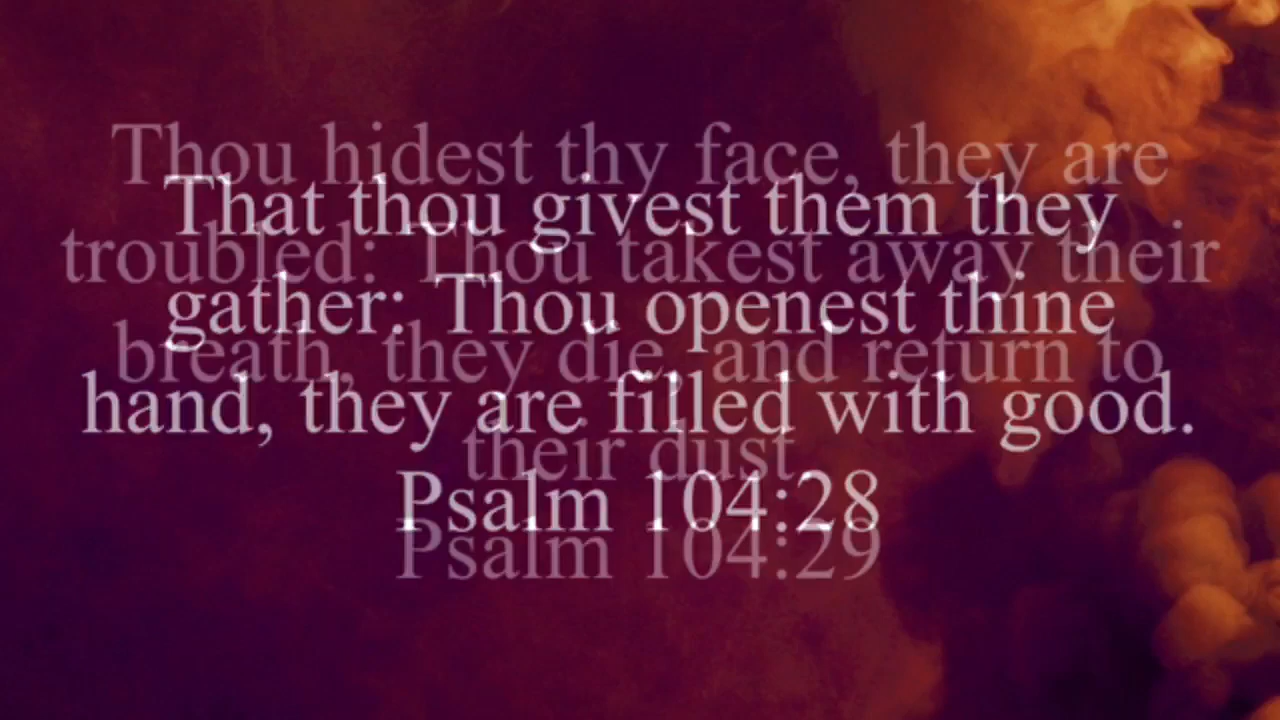 Thou hidest thy face, they are
troubled: Thou takest away their
breath, they die, and return to
their dust.
Psalm 104:29
That thou givest them they
gather: Thou openest thine
hand, they are filled with good.
Psalm 104:28